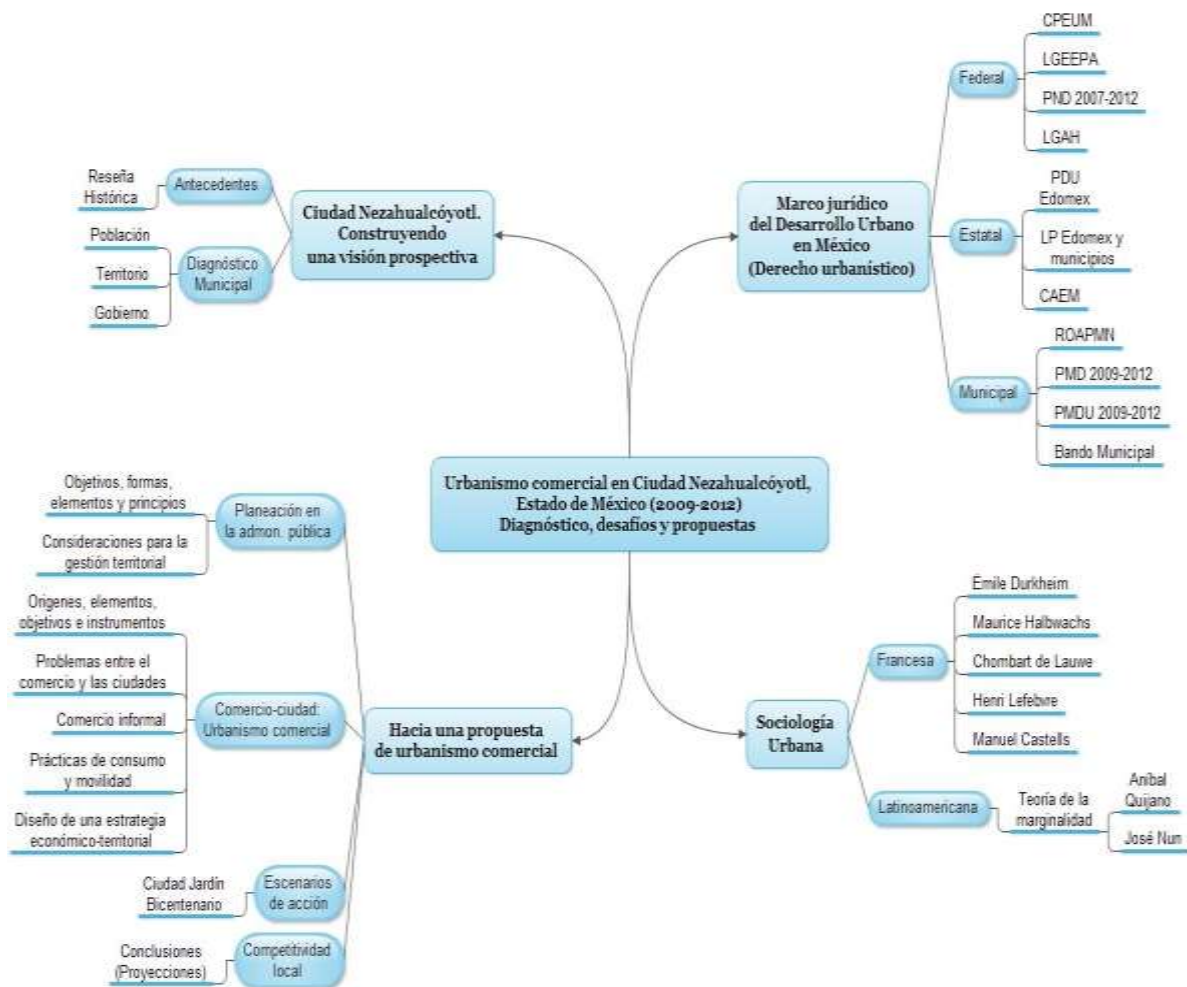 Urbanismo comercial en Ciudad Nezahualcóyotl,
Estado de México (2009-2012)
Diagnóstico, desafíos y propuestas
Ciudad Nezahualcóyotl.
Construyendo
una visión prospectiva
Antecedentes
Reseña
Histórica
Diagnóstico
Municipal
Población
Territorio
Gobierno
Marco jurídico
del Desarrollo Urbano
en México
(Derecho urbanístico)
Federal
CPEUM
LGEEPA
PND 2007-2012
LGAH
Estatal
PDU
Edomex
LP Edomex y
municipios
CAEM
Municipal
ROAPMN
PMD 2009-2012
PMDU 2009-2012
Bando Municipal
Hacia una propuesta
de urbanismo comercial
Planeación en
la admon. pública
Objetivos, formas,
elementos y principios
Consideraciones para la
gestión territorial
Comercio-ciudad:
Urbanismo comercial
Origenes, elementos,
objetivos e instrumentos
Problemas entre el
comercio y las ciudades
Comercio informal
Prácticas de consumo
y movilidad
Diseño de una estrategia
económico-territorial
Escenarios
de acción
Ciudad Jardín
Bicentenario
Competitividad
local
Conclusiones
(Proyecciones)
Sociología
Urbana
Francesa
Émile Durkheim
Maurice Halbwachs
Chombart de Lauwe
Henri Lefebvre
Manuel Castells
Latinoamericana
Teoría de la
marginalidad
Aníbal
Quijano
José Nun